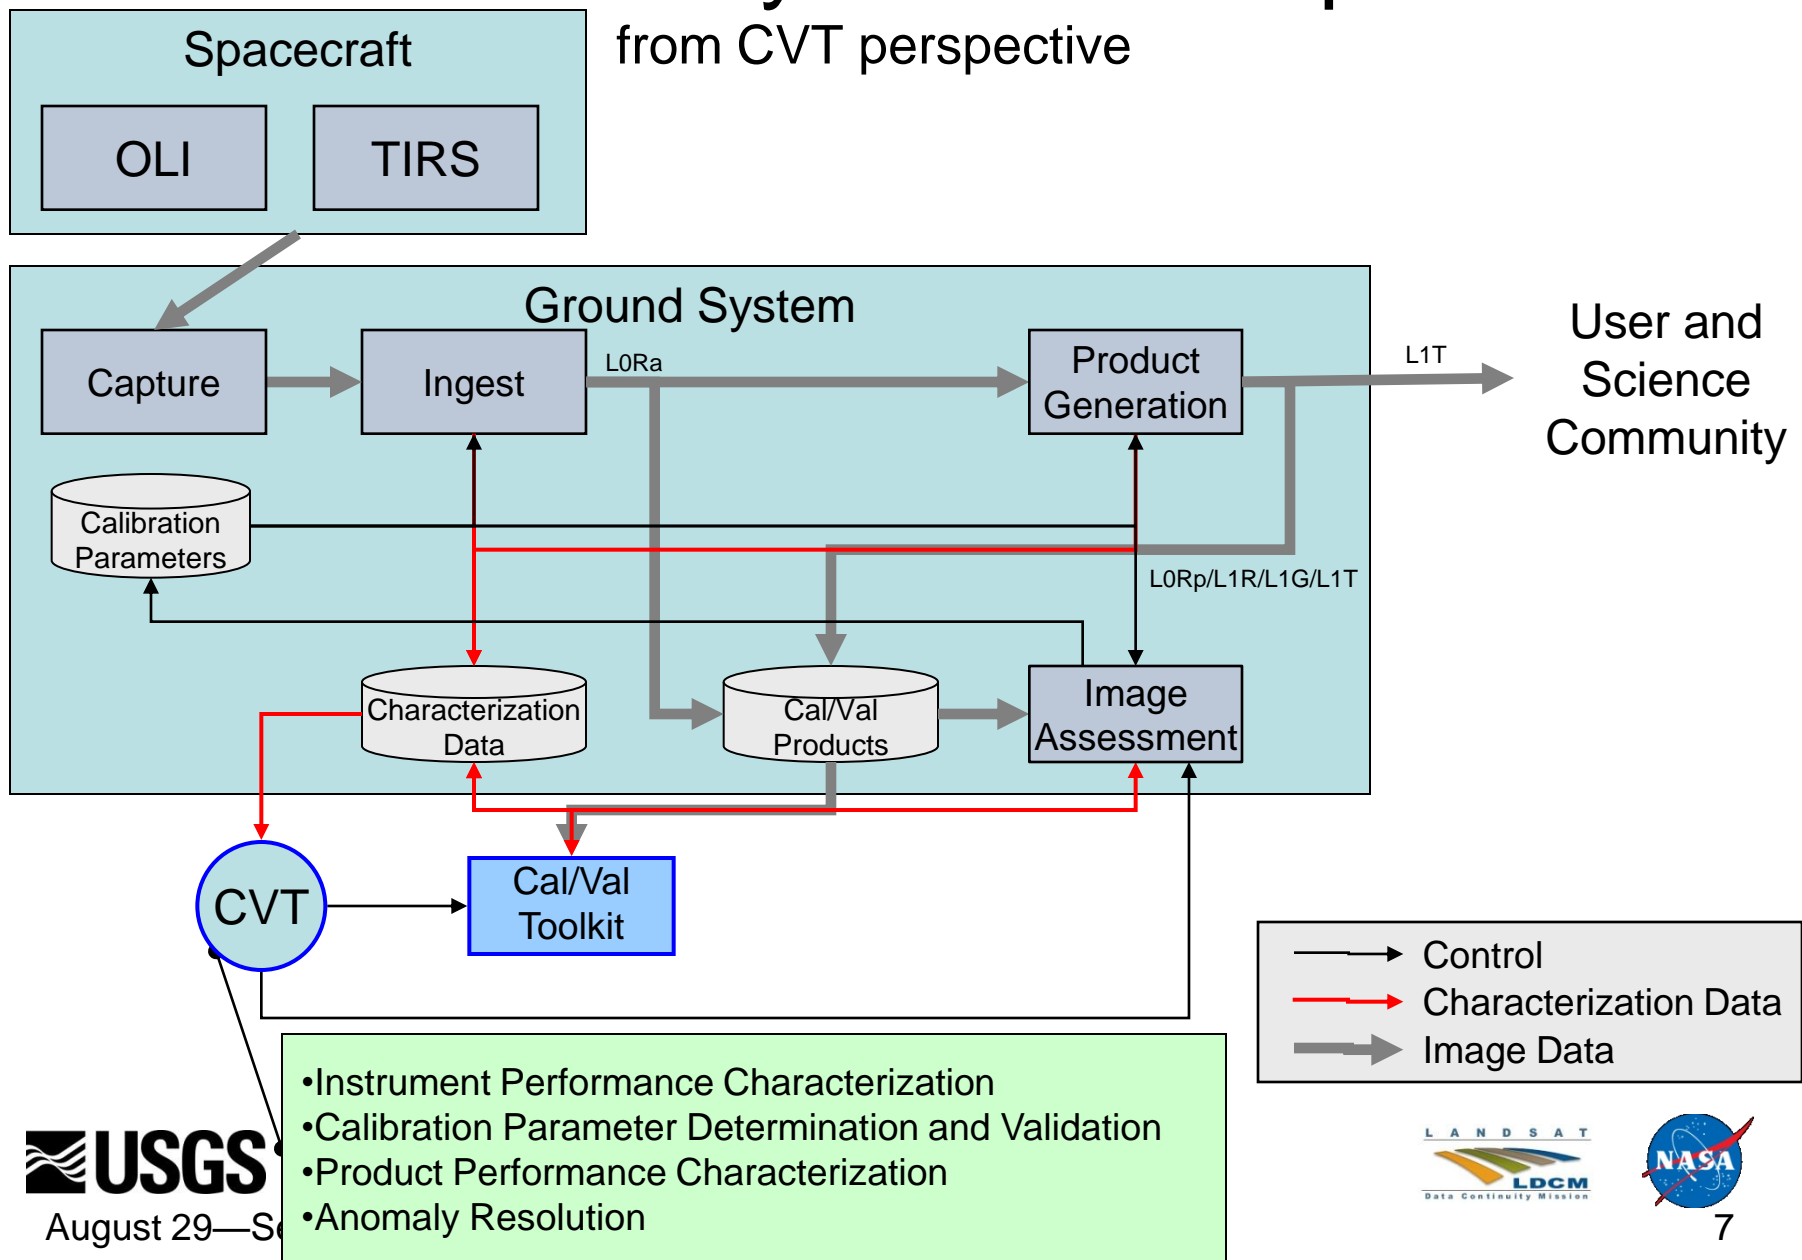 from CVT perspective
Spacecraft
OLI
TIRS
Ground System
Capture
Ingest
L0Ra
Product
Generation
L1T
User and
Science
Community
Calibration
Parameters
L0Rp/L1R/L1G/L1T
Characterization
Data
Cal/Val
Products
Image
Assessment
CVT
Cal/Val
Toolkit
Control
Characterization Data
Image Data
•Instrument Performance Characterization
•Calibration Parameter Determination and Validation
•Product Performance Characterization
•Anomaly Resolution
USGS
August 29—Se
LANDSAT
LDCM
Data Continuity Mission
NASA
7